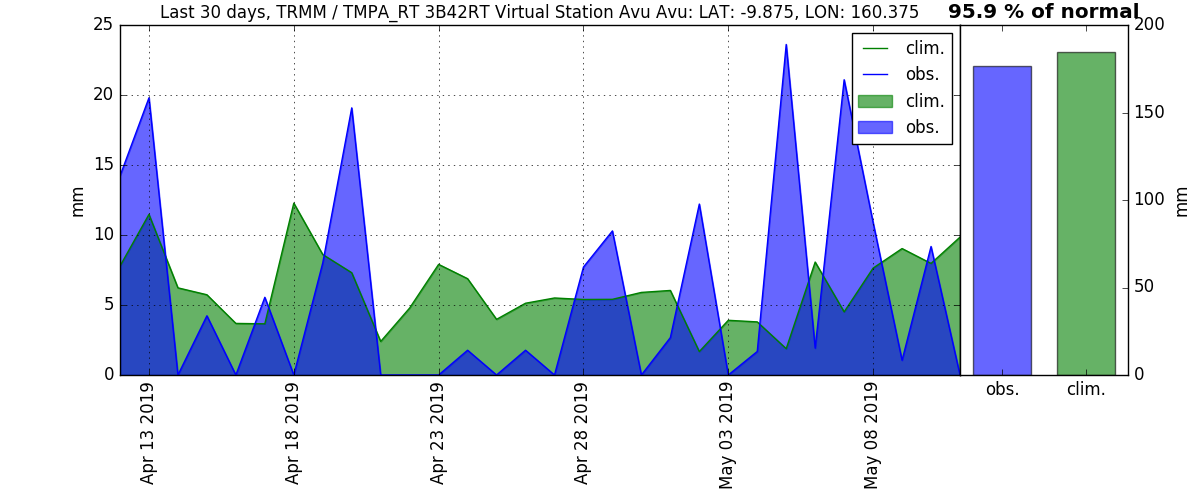 Last 30 days, TRMM / TMPA_RT 3B42RT Virtual Station Avu Avu: LAT: -9.875, LON: 160.375
95.9 % of normal
25
20
15
10
5
0
mm
clim.
obs.
clim.
obs.
Apr 13 2019
Apr 18 2019
Apr 23 2019
Apr 28 2019
May 03 2019
May 08 2019
200
150
100
50
0
mm
obs.
clim.